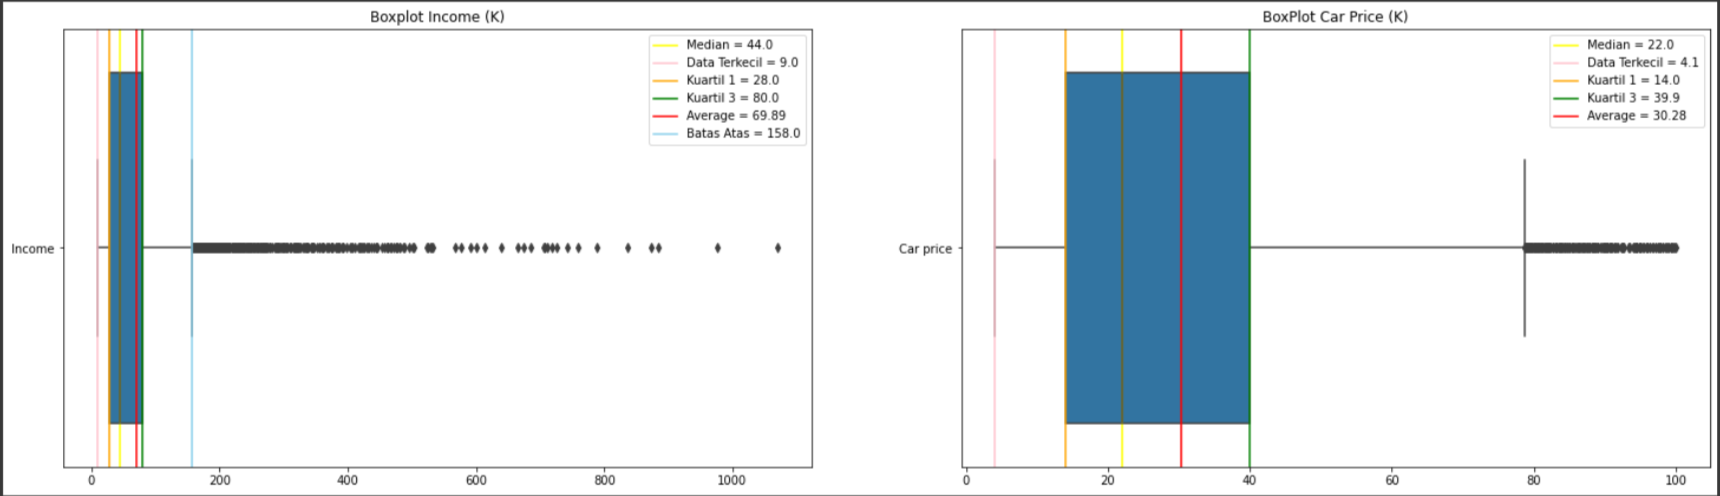 Boxplot Income (K)
Median = 44.0
Data Terkecil = 9.0
Kuartil 1 = 28.0
Kuartil 3 = 80.0
Average = 69.89
Batas Atas = 158.0
Income
0 200 400 600 800 1000
BoxPlot Car Price (K)
Median = 22.0
Data Terkecil = 4.1
Kuartil 1 = 14.0
Kuartil 3 = 39.9
Average = 30.28
Car price
0 20 40 60 80 100